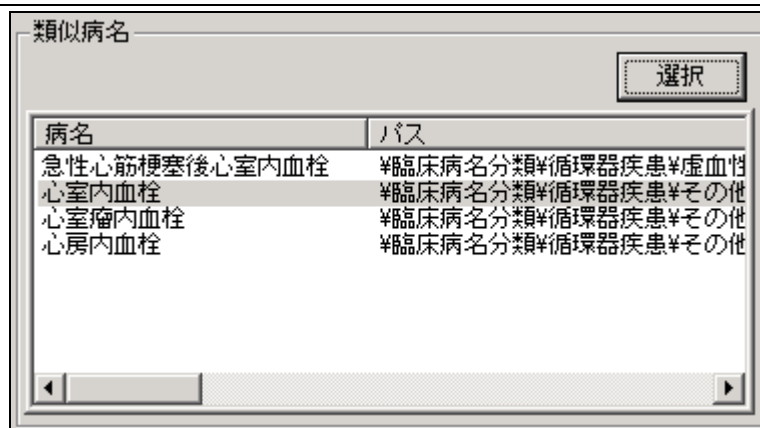 類似病名
選択
病名 パス
急性心筋梗塞後心室内血栓 ¥臨床病名分類¥循環器疾患¥虚血性
心室内血栓 ¥臨床病名分類¥循環器疾患¥その他
心室瘤内血栓 ¥臨床病名分類¥循環器疾患¥その他
心房内血栓 ¥臨床病名分類¥循環器疾患¥その他